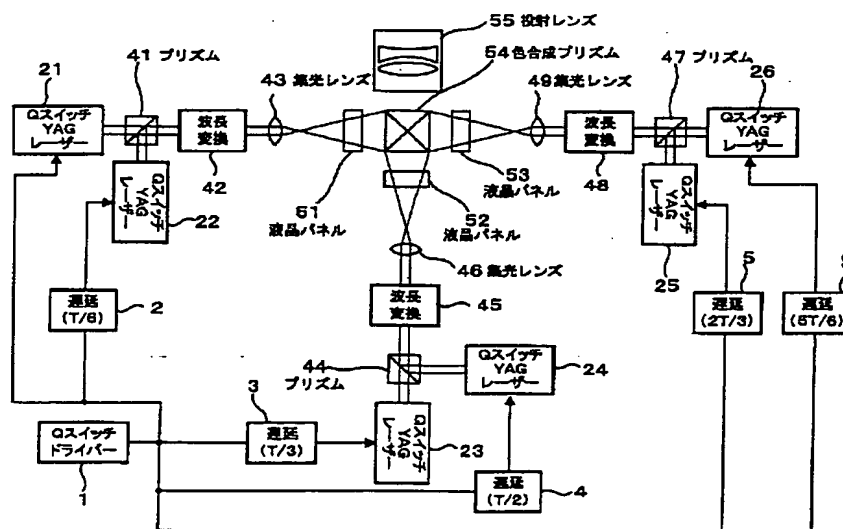 55 投射レンズ
54色合成プリズム
41 プリズム
43 集光レンズ
49集光レンズ
47 プリズム
21
26
Qスイッチ
YAG
レーザー
波長
変換
波長
変換
Qスイッチ
YAG
レーザー
42
48
Qスイッチ
YAG
レーザー
22
51
液晶パネル
53
液晶パネル
52
液晶パネル
Qスイッチ
YAG
レーザー
25
46 集光レンズ
遅延
(T/6)
2
波長
変換
45
5
遅延
(2T/3)
遅延
(5T/6)
44
プリズム
Qスイッチ
YAG
レーザー
24
3
Qスイッチ
ドライバー
1
遅延
(T/3)
Qスイッチ
YAG
レーザー
23
遅延
(T/2)
4